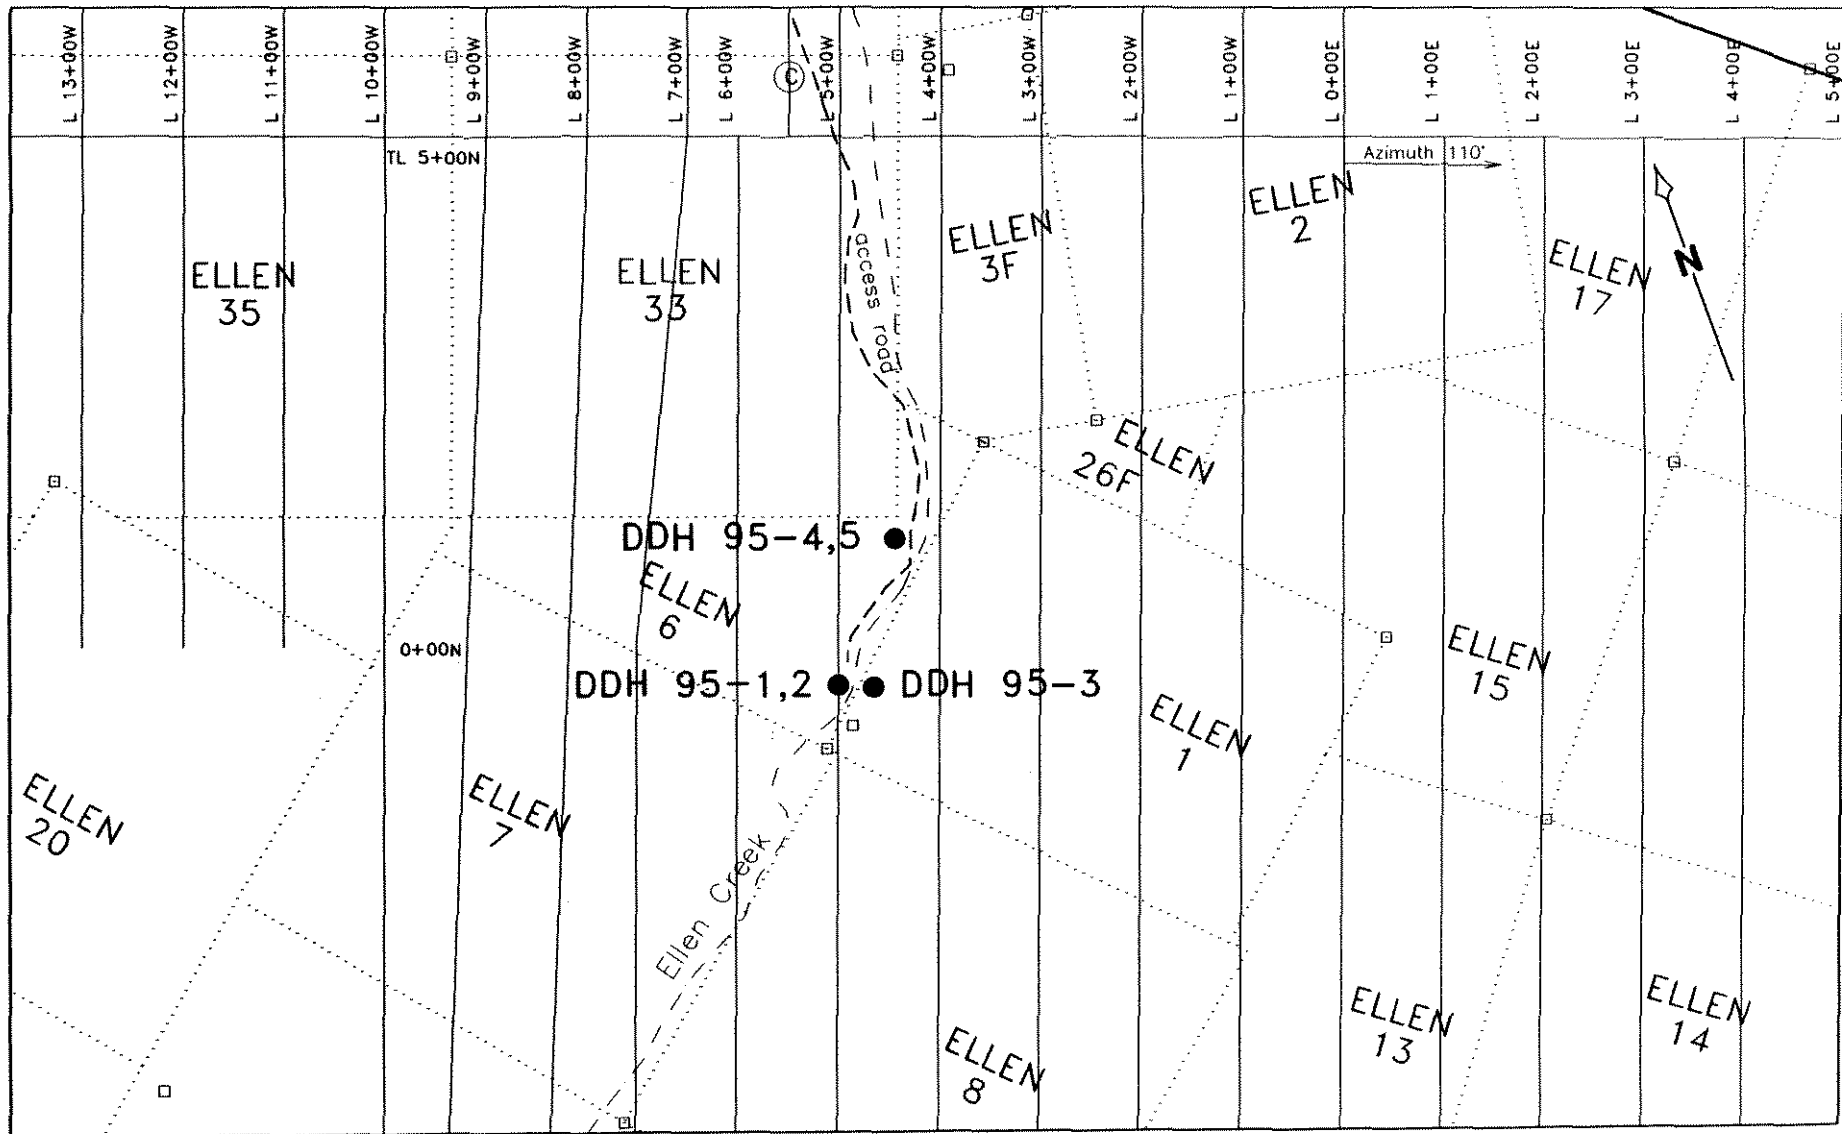 L 13+00W
L 12+00W
L 11+00W
L 10+00W
L 9+00W
L 8+00W
L 7+00W
L 6+00W
C
L 5+00W
L 4+00W
L 3+00W
L 2+00W
L 1+00W
L 0+00E
L 1+00E
L 2+00E
L 3+00E
L 4+00E
L 5+00E
TL 5+00N
Azimuth 110°
ELLEN
35
ELLEN
33
access road
ELLEN
3F
ELLEN
2
ELLEN
17
N
ELLEN
26F
DDH 95-4,5
ELLEN
6
0+00N
DDH 95-1,2
DDH 95-3
ELLEN
15
ELLEN
1
ELLEN
20
ELLEN
7
Ellen Creek
ELLEN
8
ELLEN
13
ELLEN
14